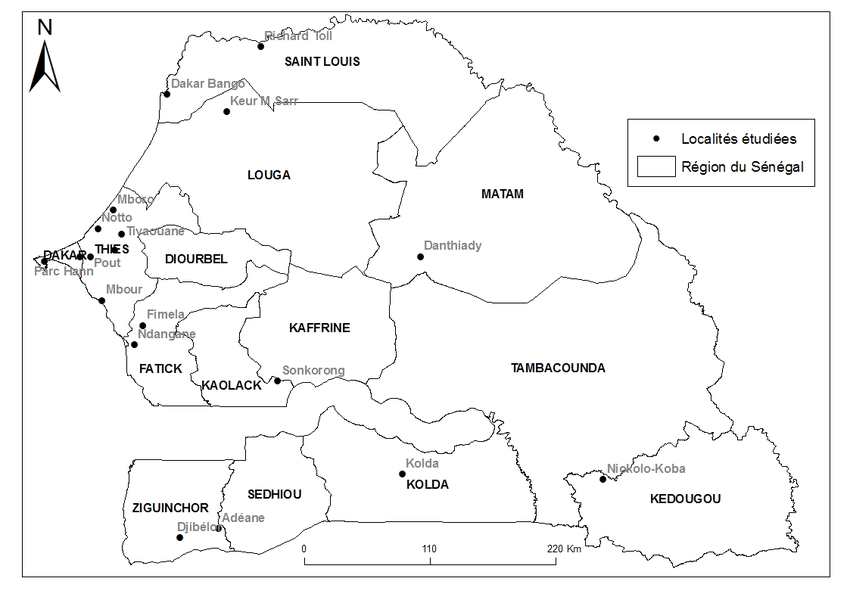 N
Richard Toll
SAINT LOUIS
Dakar Bango
Keur M Sarr
Localités étudiées
Région du Sénégal
LOUGA
MATAM
Mboro
Notto
Tivaouane
Danthiady
DAKAR
THIES
DIOURBEL
Pout
Parc Hann
Mbour
Fimela
KAFFRINE
Ndangane
FATICK
Sonkorong
TAMBACOUNDA
KAOLACK
Kolda
Niokolo-Koba
KOLDA
SEDHIOU
KEDOUGOU
ZIGUINCHOR
Adéane
Djibélor
0 110 220 Km